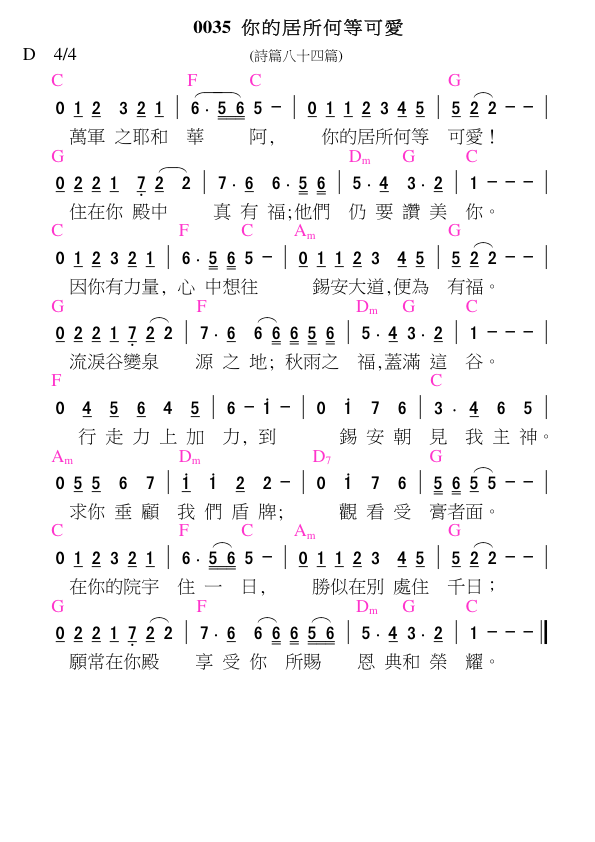 0035 你的居所何等可愛
D 4/4 (詩篇八十四篇)
C F C G
0 1 2 3 2 1 | 6 · 5 6 5 − | 0 1 1 2 3 4 5 | 5 2 2 − − |
萬軍 之耶和 華 阿, 你的居所何等 可愛！
G Dm G C
0 2 2 1 7 2 2 | 7 · 6 6 · 5 6 | 5 · 4 3 · 2 | 1 − − − |
住在你 殿中 真 有 福;他們 仍 要 讚 美 你。
C F C Am G
0 1 2 3 2 1 | 6 · 5 6 5 − | 0 1 1 2 3 4 5 | 5 2 2 − − |
因你有力量, 心 中想往 錫安大道,便為 有福。
G F Dm G C
0 2 2 1 7 2 2 | 7 · 6 6 6 6 5 6 | 5 · 4 3 · 2 | 1 − − − |
流淚谷變泉 源 之 地; 秋雨之 福,蓋滿 這 谷。
F C
0 4 5 6 4 5 | 6 − i − | 0 i 7 6 | 3 · 4 6 5 |
行 走 力 上 加 力, 到 錫 安 朝 見 我 主 神。
Am Dm D7 G
0 5 5 6 7 | i i 2 2 − | 0 i 7 6 | 5 6 5 5 − − |
求你 垂 顧 我 們 盾 牌; 觀 看 受 膏者面。
C F C Am G
0 1 2 3 2 1 | 6 · 5 6 5 − | 0 1 1 2 3 4 5 | 5 2 2 − − |
在你的院宇 住 一 日, 勝似在別 處住 千日；
G F Dm G C
0 2 2 1 7 2 2 | 7 · 6 6 6 6 5 6 | 5 · 4 3 · 2 | 1 − − − ‖
願常在你殿 享 受 你 所賜 恩 典和 榮 耀。